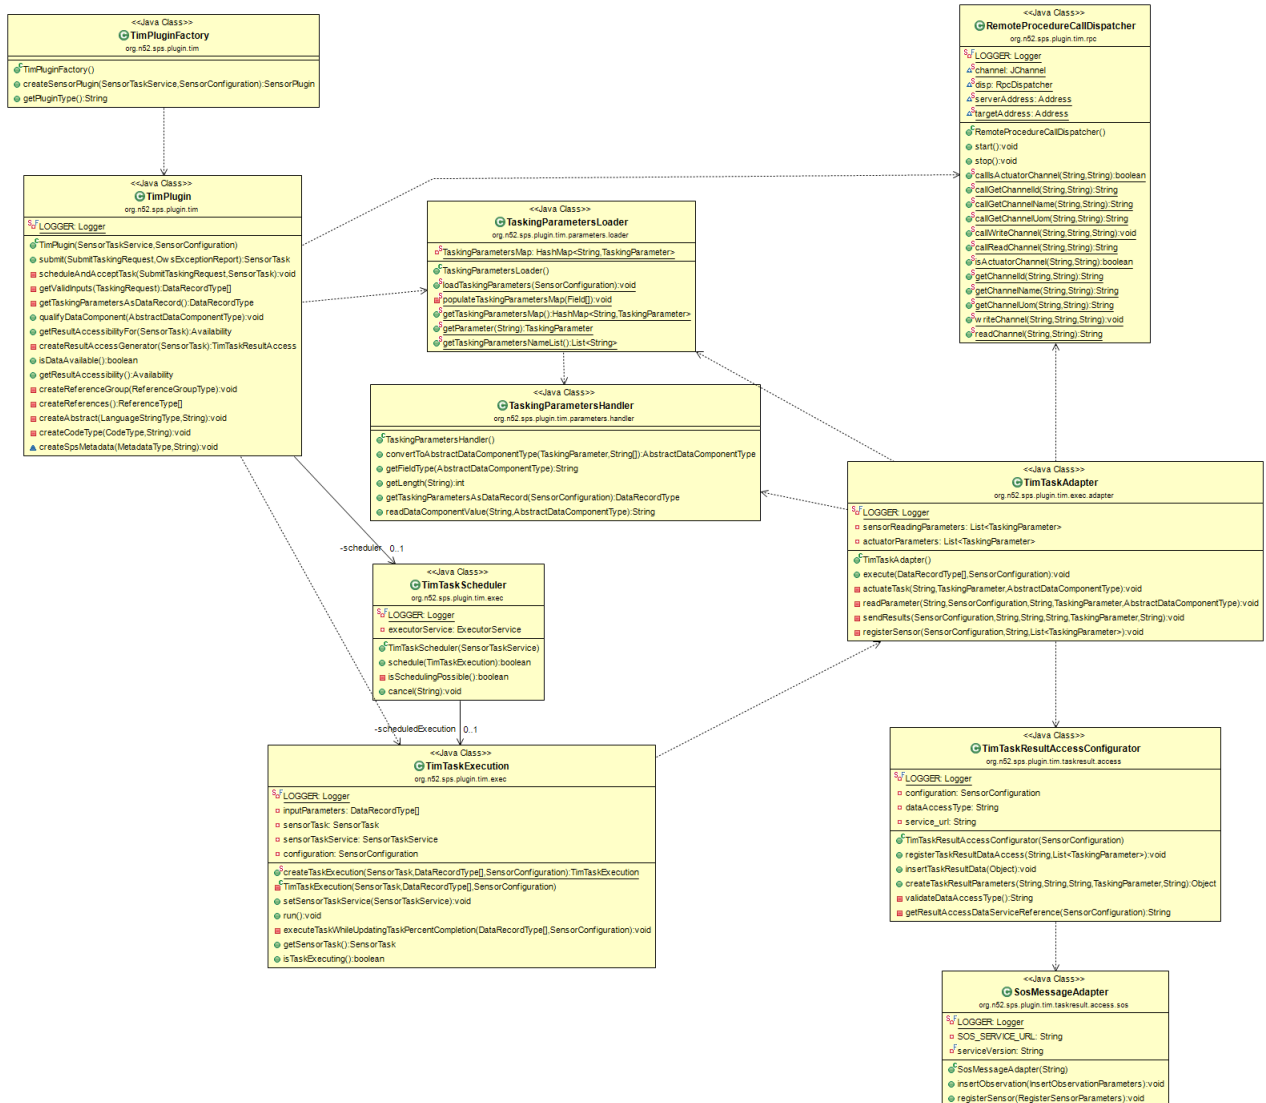 <<Java Class>>
TimPluginFactory
org.n52.sps.plugin.tim
TimPluginFactory()
createSensorPlugin(SensorTaskService,SensorConfiguration):SensorPlugin
getPluginType():String
<<Java Class>>
RemoteProcedureCallDispatcher
org.n52.sps.plugin.tim.rpc
LOGGER: Logger
channel: JChannel
disp: RpcDispatcher
serverAddress: Address
targetAddress: Address
RemoteProcedureCallDispatcher()
start():void
stop():void
callIsActuatorChannel(String,String):boolean
callGetChannelId(String,String):String
callGetChannelName(String,String):String
callGetChannelUom(String,String):String
callWriteChannel(String,String,String):void
callReadChannel(String,String):String
isActuatorChannel(String,String):boolean
getChannelId(String,String):String
getChannelName(String,String):String
getChannelUom(String,String):String
writeChannel(String,String,String):void
readChannel(String,String):String
<<Java Class>>
TimPlugin
org.n52.sps.plugin.tim
LOGGER: Logger
TimPlugin(SensorTaskService,SensorConfiguration)
submit(SubmitTaskingRequest,OwsExceptionReport):SensorTask
scheduleAndAcceptTask(SubmitTaskingRequest,SensorTask):void
getValidInputs(TaskingRequest):DataRecordType[]
getTaskingParametersAsDataRecord():DataRecordType
qualifyDataComponent(AbstractDataComponentType):void
getResultAccessibilityFor(SensorTask):Availability
createResultAccessGenerator(SensorTask):TimTaskResultAccess
isDataAvailable():boolean
getResultAccessibility():Availability
createReferenceGroup(ReferenceGroupType):void
createReferences():ReferenceType[]
createAbstract(LanguageStringType,String):void
createCodeType(CodeType,String):void
createSpsMetadata(MetadataType,String):void
<<Java Class>>
TaskingParametersLoader
org.n52.sps.plugin.tim.parameters.loader
TaskingParametersMap: HashMap<String,TaskingParameter>
TaskingParametersLoader()
loadTaskingParameters(SensorConfiguration):void
populateTaskingParametersMap(Field[]):void
getTaskingParametersMap():HashMap<String,TaskingParameter>
getParameter(String):TaskingParameter
getTaskingParametersNameList():List<String>
<<Java Class>>
TaskingParametersHandler
org.n52.sps.plugin.tim.parameters.handler
TaskingParametersHandler()
convertToAbstractDataComponentType(TaskingParameter,String[]):AbstractDataComponentType
getFieldType(AbstractDataComponentType):String
getLength(String):int
getTaskingParametersAsDataRecord(SensorConfiguration):DataRecordType
readDataComponentValue(String,AbstractDataComponentType):String
<<Java Class>>
TimTaskAdapter
org.n52.sps.plugin.tim.exec.adapter
LOGGER: Logger
sensorReadingParameters: List<TaskingParameter>
actuatorParameters: List<TaskingParameter>
TimTaskAdapter()
execute(DataRecordType[],SensorConfiguration):void
actuateTask(String,TaskingParameter,AbstractDataComponentType):void
readParameter(String,SensorConfiguration,String,TaskingParameter,AbstractDataComponentType):void
sendResults(SensorConfiguration,String,String,String,TaskingParameter,String):void
registerSensor(SensorConfiguration,String,List<TaskingParameter>):void
-scheduler 0..1
<<Java Class>>
TimTaskScheduler
org.n52.sps.plugin.tim.exec
LOGGER: Logger
executorService: ExecutorService
TimTaskScheduler(SensorTaskService)
schedule(TimTaskExecution):boolean
isSchedulingPossible():boolean
cancel(String):void
-scheduledExecution 0..1
<<Java Class>>
TimTaskExecution
org.n52.sps.plugin.tim.exec
LOGGER: Logger
inputParameters: DataRecordType[]
sensorTask: SensorTask
sensorTaskService: SensorTaskService
configuration: SensorConfiguration
createTaskExecution(SensorTask,DataRecordType[],SensorConfiguration):TimTaskExecution
TimTaskExecution(SensorTask,DataRecordType[],SensorConfiguration)
setSensorTaskService(SensorTaskService):void
run():void
executeTaskWhileUpdatingTaskPercentCompletion(DataRecordType[],SensorConfiguration):void
getSensorTask():SensorTask
isTaskExecuting():boolean
<<Java Class>>
TimTaskResultAccessConfigurator
org.n52.sps.plugin.tim.taskresult.access
LOGGER: Logger
configuration: SensorConfiguration
dataAccessType: String
service_url: String
TimTaskResultAccessConfigurator(SensorConfiguration)
registerTaskResultDataAccess(String,List<TaskingParameter>):void
insertTaskResultData(Object):void
createTaskResultParameters(String,String,String,TaskingParameter,String):Object
validateDataAccessType():String
getResultAccessDataServiceReference(SensorConfiguration):String
<<Java Class>>
SosMessageAdapter
org.n52.sps.plugin.tim.taskresult.access.sos
LOGGER: Logger
SOS_SERVICE_URL: String
serviceVersion: String
SosMessageAdapter(String)
insertObservation(InsertObservationParameters):void
registerSensor(RegisterSensorParameters):void